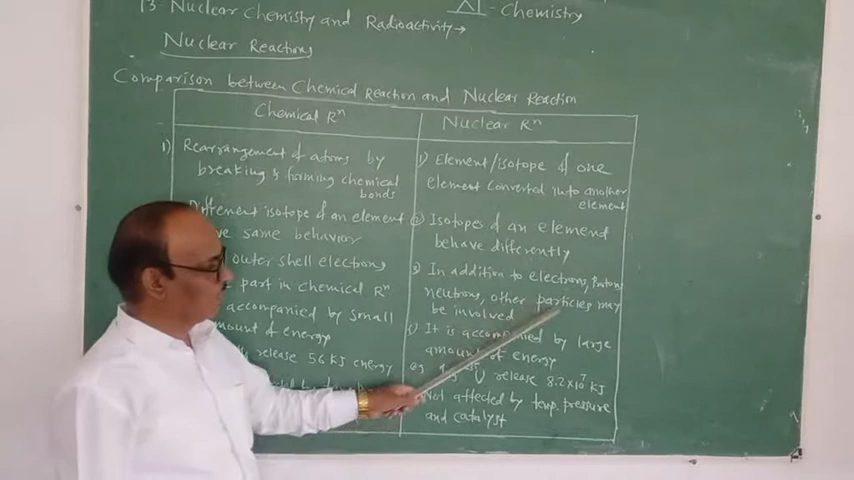 13 Nuclear Chemistry and Radioactivity→
XI - Chemistry
Nuclear Reactions
Comparison between Chemical Reaction and Nuclear Reaction
Chemical Rⁿ
1) Rearrangement of atoms by
breaking & forming chemical
bonds
Different isotope of an element
same behavior
outer shell electrons
part in Chemical Rⁿ
accompanied by small
amount of energy
release 56 KJ energy
Nuclear Rⁿ
1) Element/isotope of one
element converted into another
element
2) Isotopes of an element
behave differently
3) In addition to electrons, Protons
neutrons, other particles may
be involved
It is accompanied by large
amount of energy
release 8.2×10⁷ KJ
Not affected by temp. pressure
and catalyst